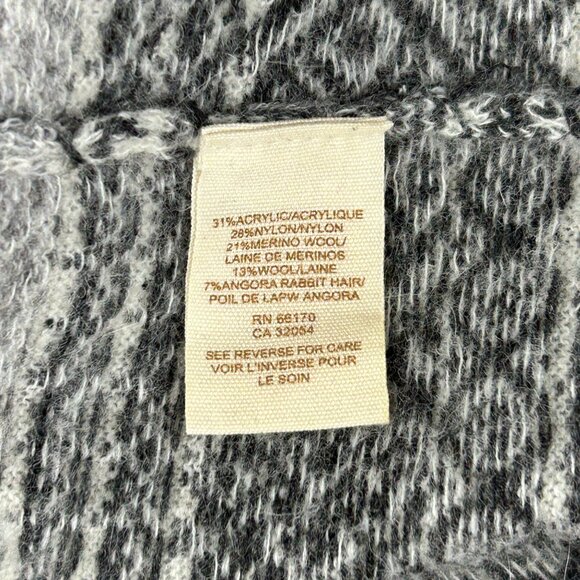 31%ACRYLIC/ACRYLIQUE
28%NYLON/NYLON
21%MERINO WOOL/
LAINE DE MERINOS
13%WOOL/LAINE
7%ANGORA RABBIT HAIR/
POIL DE LAPW ANGORA
RN 66170
CA 32054
SEE REVERSE FOR CARE
VOIR L'INVERSE POUR
LE SOIN